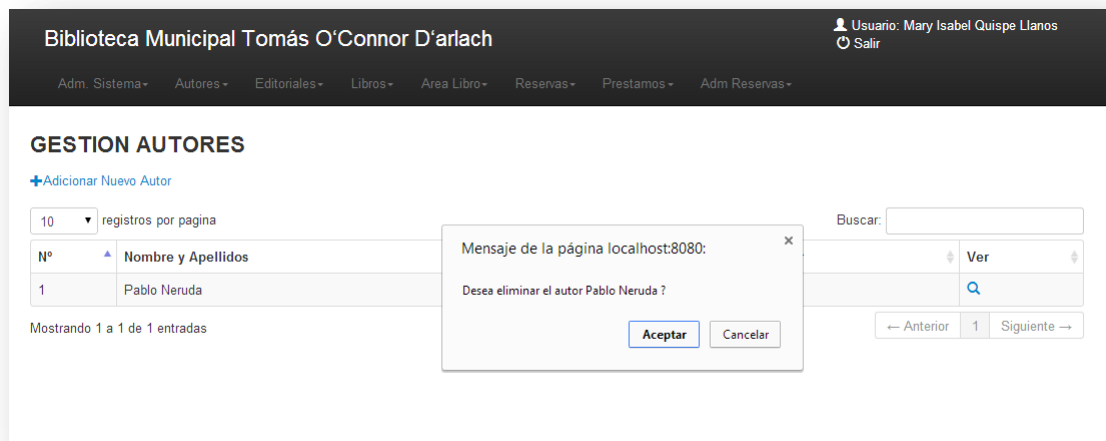 Biblioteca Municipal Tomás O‘Connor D‘arlach
Usuario: Mary Isabel Quispe Llanos
Salir
Adm. Sistema Autores Editoriales Libros Area Libro Reservas Prestamos Adm Reservas
GESTION AUTORES
Adicionar Nuevo Autor
10 registros por pagina
Buscar:
Nº Nombre y Apellidos Ver
1 Pablo Neruda
Mensaje de la página localhost:8080:
×
Desea eliminar el autor Pablo Neruda ?
Aceptar Cancelar
Mostrando 1 a 1 de 1 entradas
← Anterior 1 Siguiente →